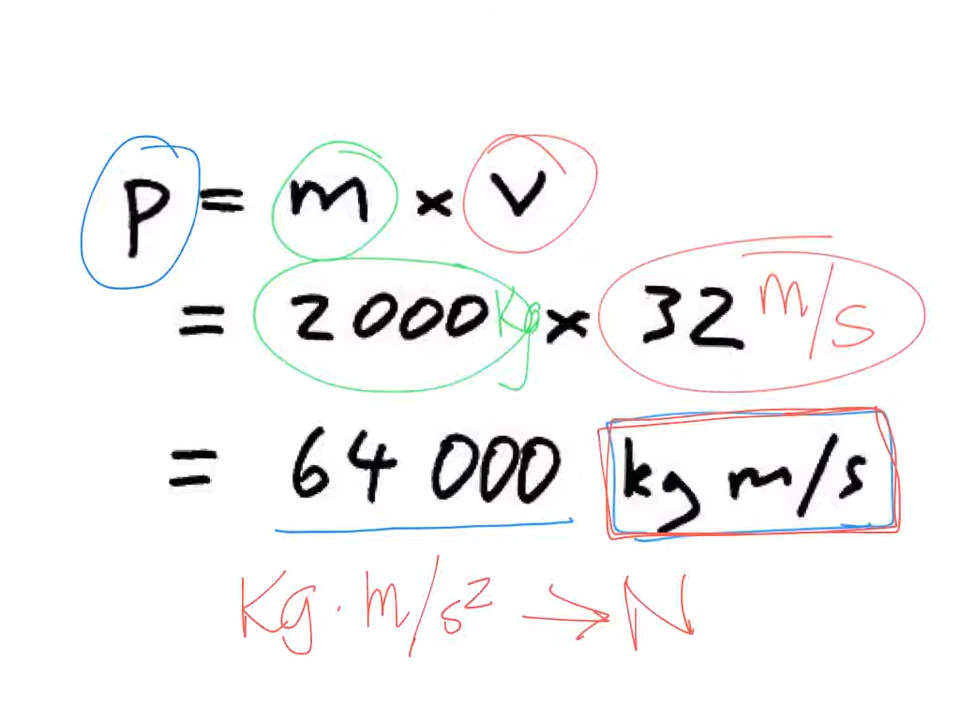 P = m × v
= 2000 Kg × 32 m/s
= 64 000 kg m/s
Kg · m/s² → N